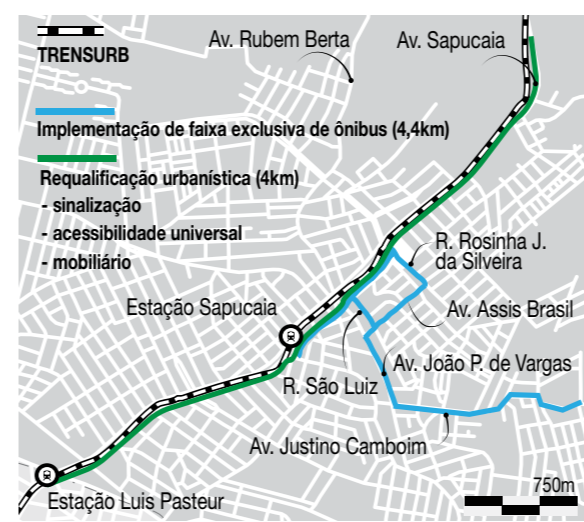 TRENSURB
Av. Rubem Berta
Av. Sapucaia
Implementação de faixa exclusiva de ônibus (4,4km)
Requalificação urbanística (4km)
- sinalização
- acessibilidade universal
- mobiliário
R. Rosinha J.
da Silveira
Estação Sapucaia
Av. Assis Brasil
Av. João P. de Vargas
R. São Luiz
Av. Justino Camboim
750m
Estação Luis Pasteur